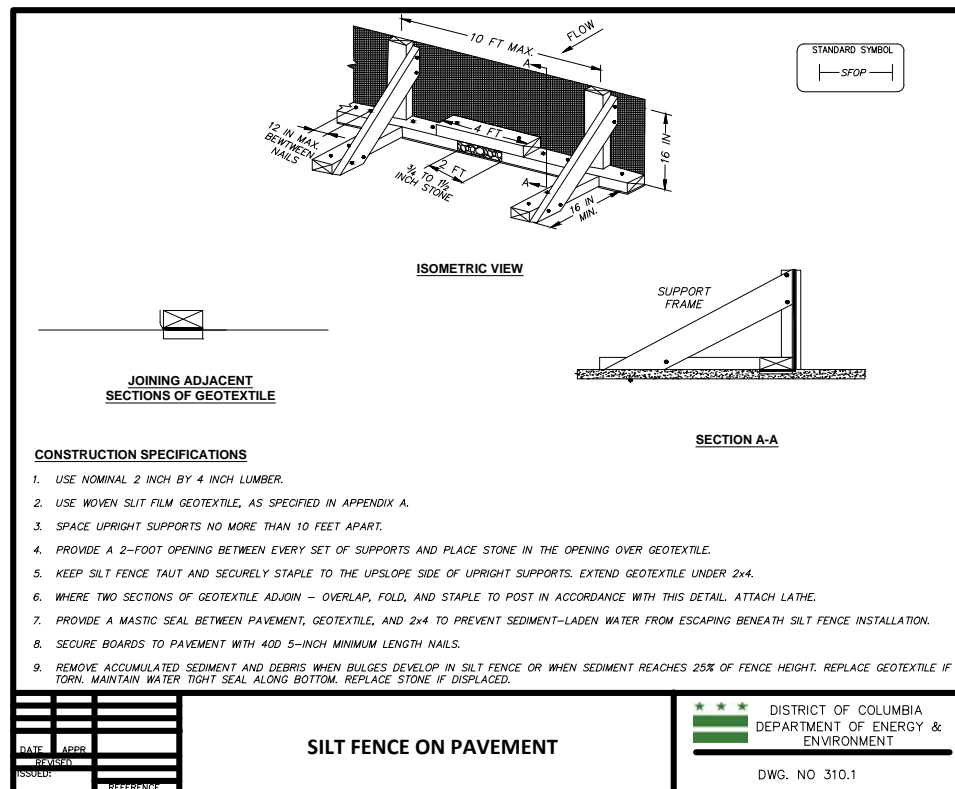 10 FT MAX.
FLOW
A
STANDARD SYMBOL
SFOP
12 IN MAX.
BEWTWEEN
NAILS
4 FT
2 FT
¾ TO 1½
INCH STONE
A
16 IN
16 IN
MIN.
ISOMETRIC VIEW
SUPPORT
FRAME
JOINING ADJACENT
SECTIONS OF GEOTEXTILE
SECTION A-A
CONSTRUCTION SPECIFICATIONS
1. USE NOMINAL 2 INCH BY 4 INCH LUMBER.
2. USE WOVEN SLIT FILM GEOTEXTILE, AS SPECIFIED IN APPENDIX A.
3. SPACE UPRIGHT SUPPORTS NO MORE THAN 10 FEET APART.
4. PROVIDE A 2-FOOT OPENING BETWEEN EVERY SET OF SUPPORTS AND PLACE STONE IN THE OPENING OVER GEOTEXTILE.
5. KEEP SILT FENCE TAUT AND SECURELY STAPLE TO THE UPSLOPE SIDE OF UPRIGHT SUPPORTS. EXTEND GEOTEXTILE UNDER 2x4.
6. WHERE TWO SECTIONS OF GEOTEXTILE ADJOIN – OVERLAP, FOLD, AND STAPLE TO POST IN ACCORDANCE WITH THIS DETAIL. ATTACH LATHE.
7. PROVIDE A MASTIC SEAL BETWEEN PAVEMENT, GEOTEXTILE, AND 2x4 TO PREVENT SEDIMENT-LADEN WATER FROM ESCAPING BENEATH SILT FENCE INSTALLATION.
8. SECURE BOARDS TO PAVEMENT WITH 40D 5-INCH MINIMUM LENGTH NAILS.
9. REMOVE ACCUMULATED SEDIMENT AND DEBRIS WHEN BULGES DEVELOP IN SILT FENCE OR WHEN SEDIMENT REACHES 25% OF FENCE HEIGHT. REPLACE GEOTEXTILE IF
TORN. MAINTAIN WATER TIGHT SEAL ALONG BOTTOM. REPLACE STONE IF DISPLACED.
DATE APPR
REVISED
ISSUED:
REFERENCE
SILT FENCE ON PAVEMENT
DISTRICT OF COLUMBIA
DEPARTMENT OF ENERGY &
ENVIRONMENT
DWG. NO 310.1